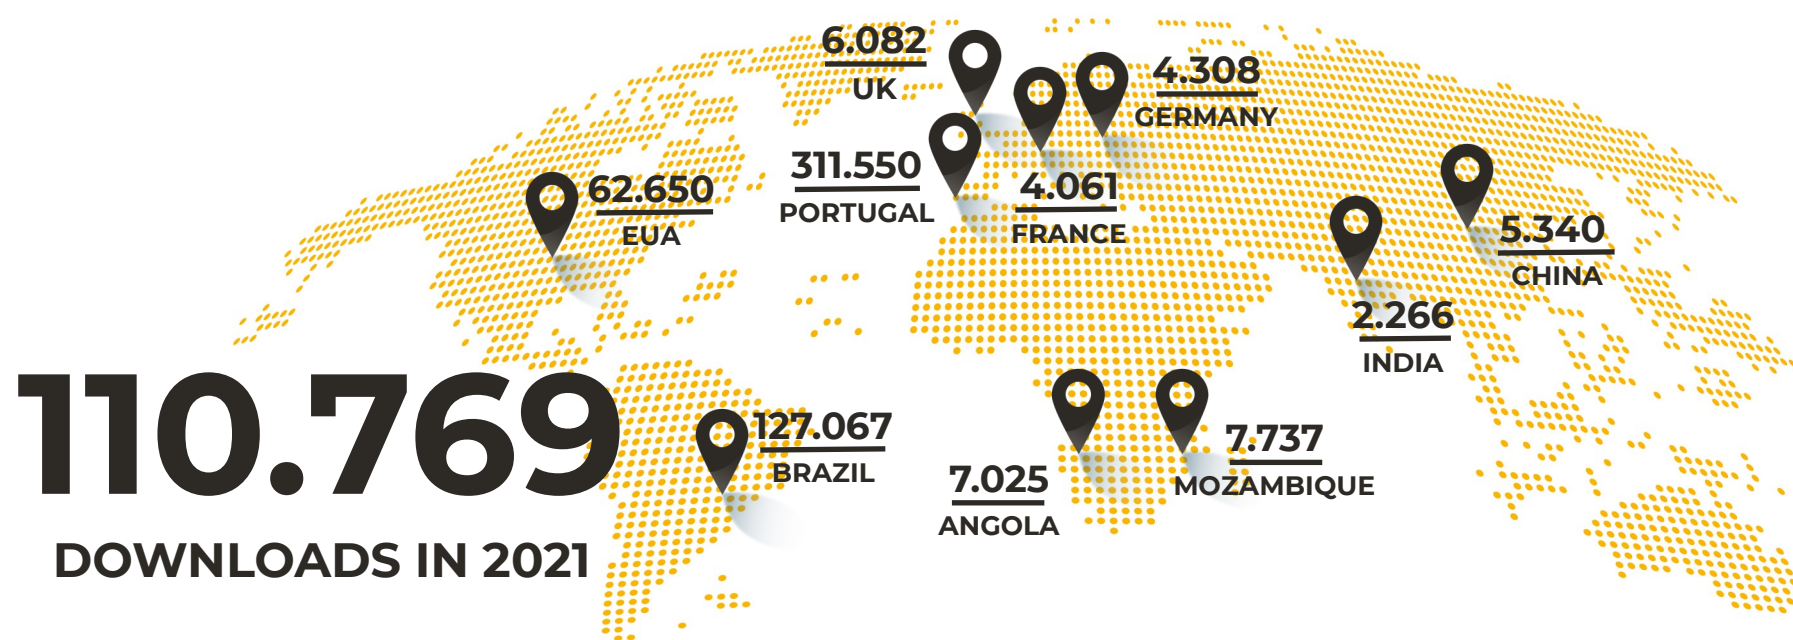 6.082
UK
4.308
GERMANY
311.550
PORTUGAL
4.061
FRANCE
62.650
EUA
5.340
CHINA
2.266
INDIA
110.769
DOWNLOADS IN 2021
127.067
BRAZIL
7.025
ANGOLA
7.737
MOZAMBIQUE